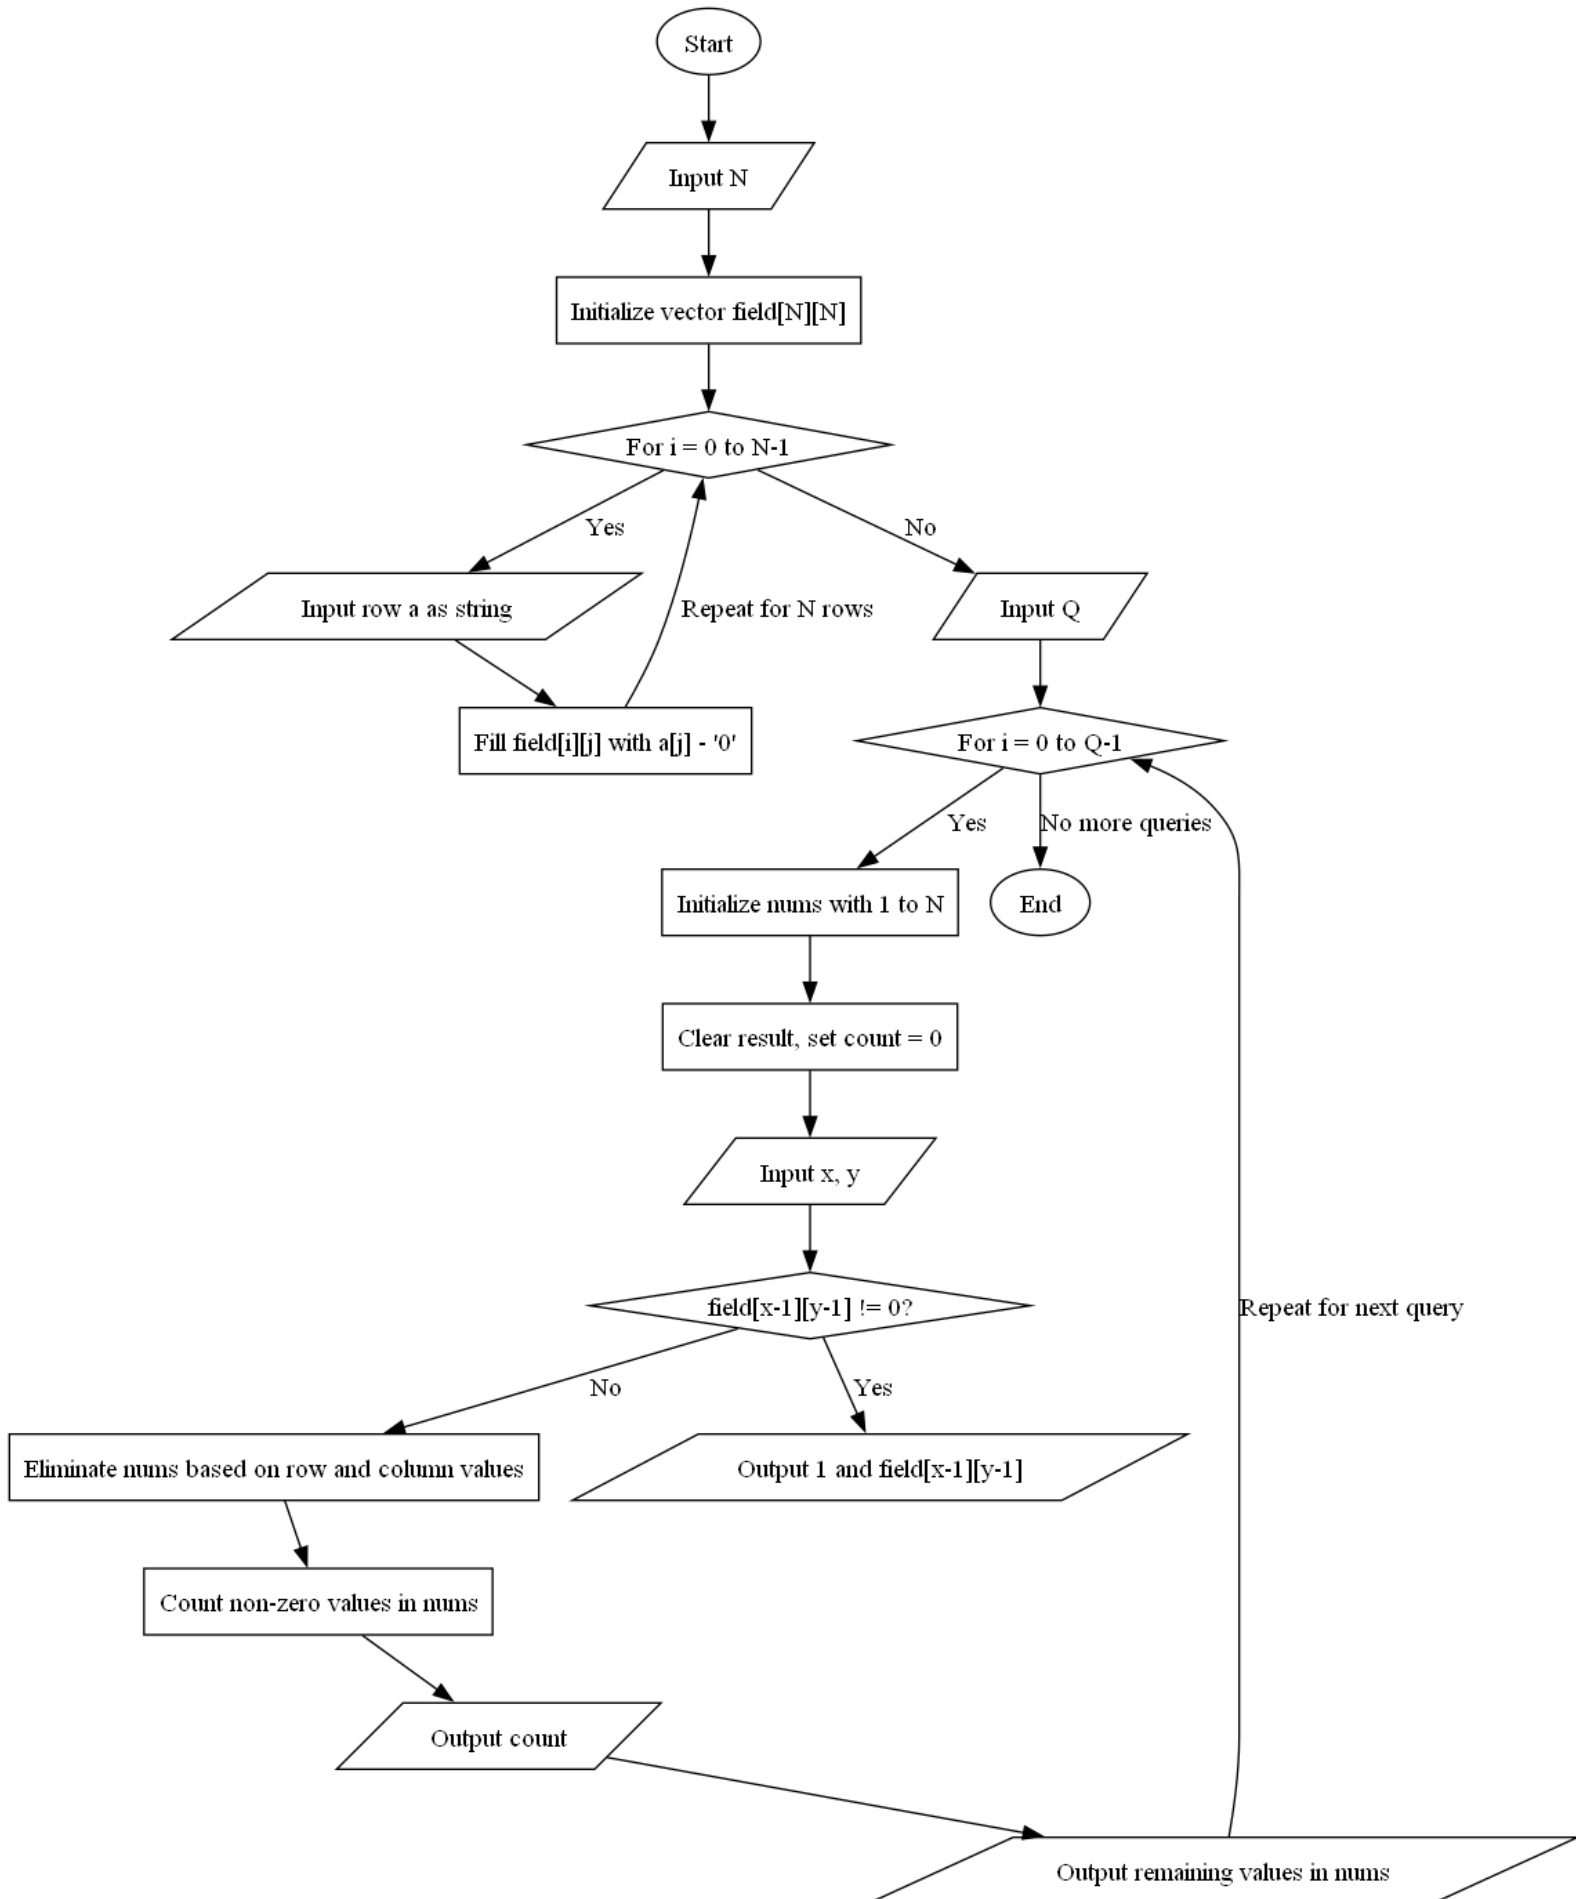 Start
Input N
Initialize vector field[N][N]
For i = 0 to N-1
Yes
No
Input row a as string
Repeat for N rows
Input Q
Fill field[i][j] with a[j] - '0'
For i = 0 to Q-1
Yes
No more queries
Initialize nums with 1 to N
End
Clear result, set count = 0
Input x, y
field[x-1][y-1] != 0?
Repeat for next query
No
Yes
Eliminate nums based on row and column values
Output 1 and field[x-1][y-1]
Count non-zero values in nums
Output count
Output remaining values in nums